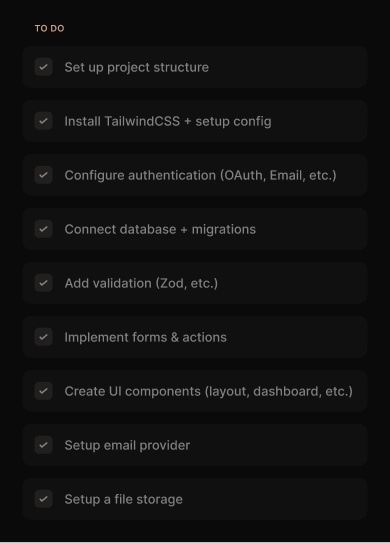 TO DO
Set up project structure
Install TailwindCSS + setup config
Configure authentication (OAuth, Email, etc.)
Connect database + migrations
Add validation (Zod, etc.)
Implement forms & actions
Create UI components (layout, dashboard, etc.)
Setup email provider
Setup a file storage